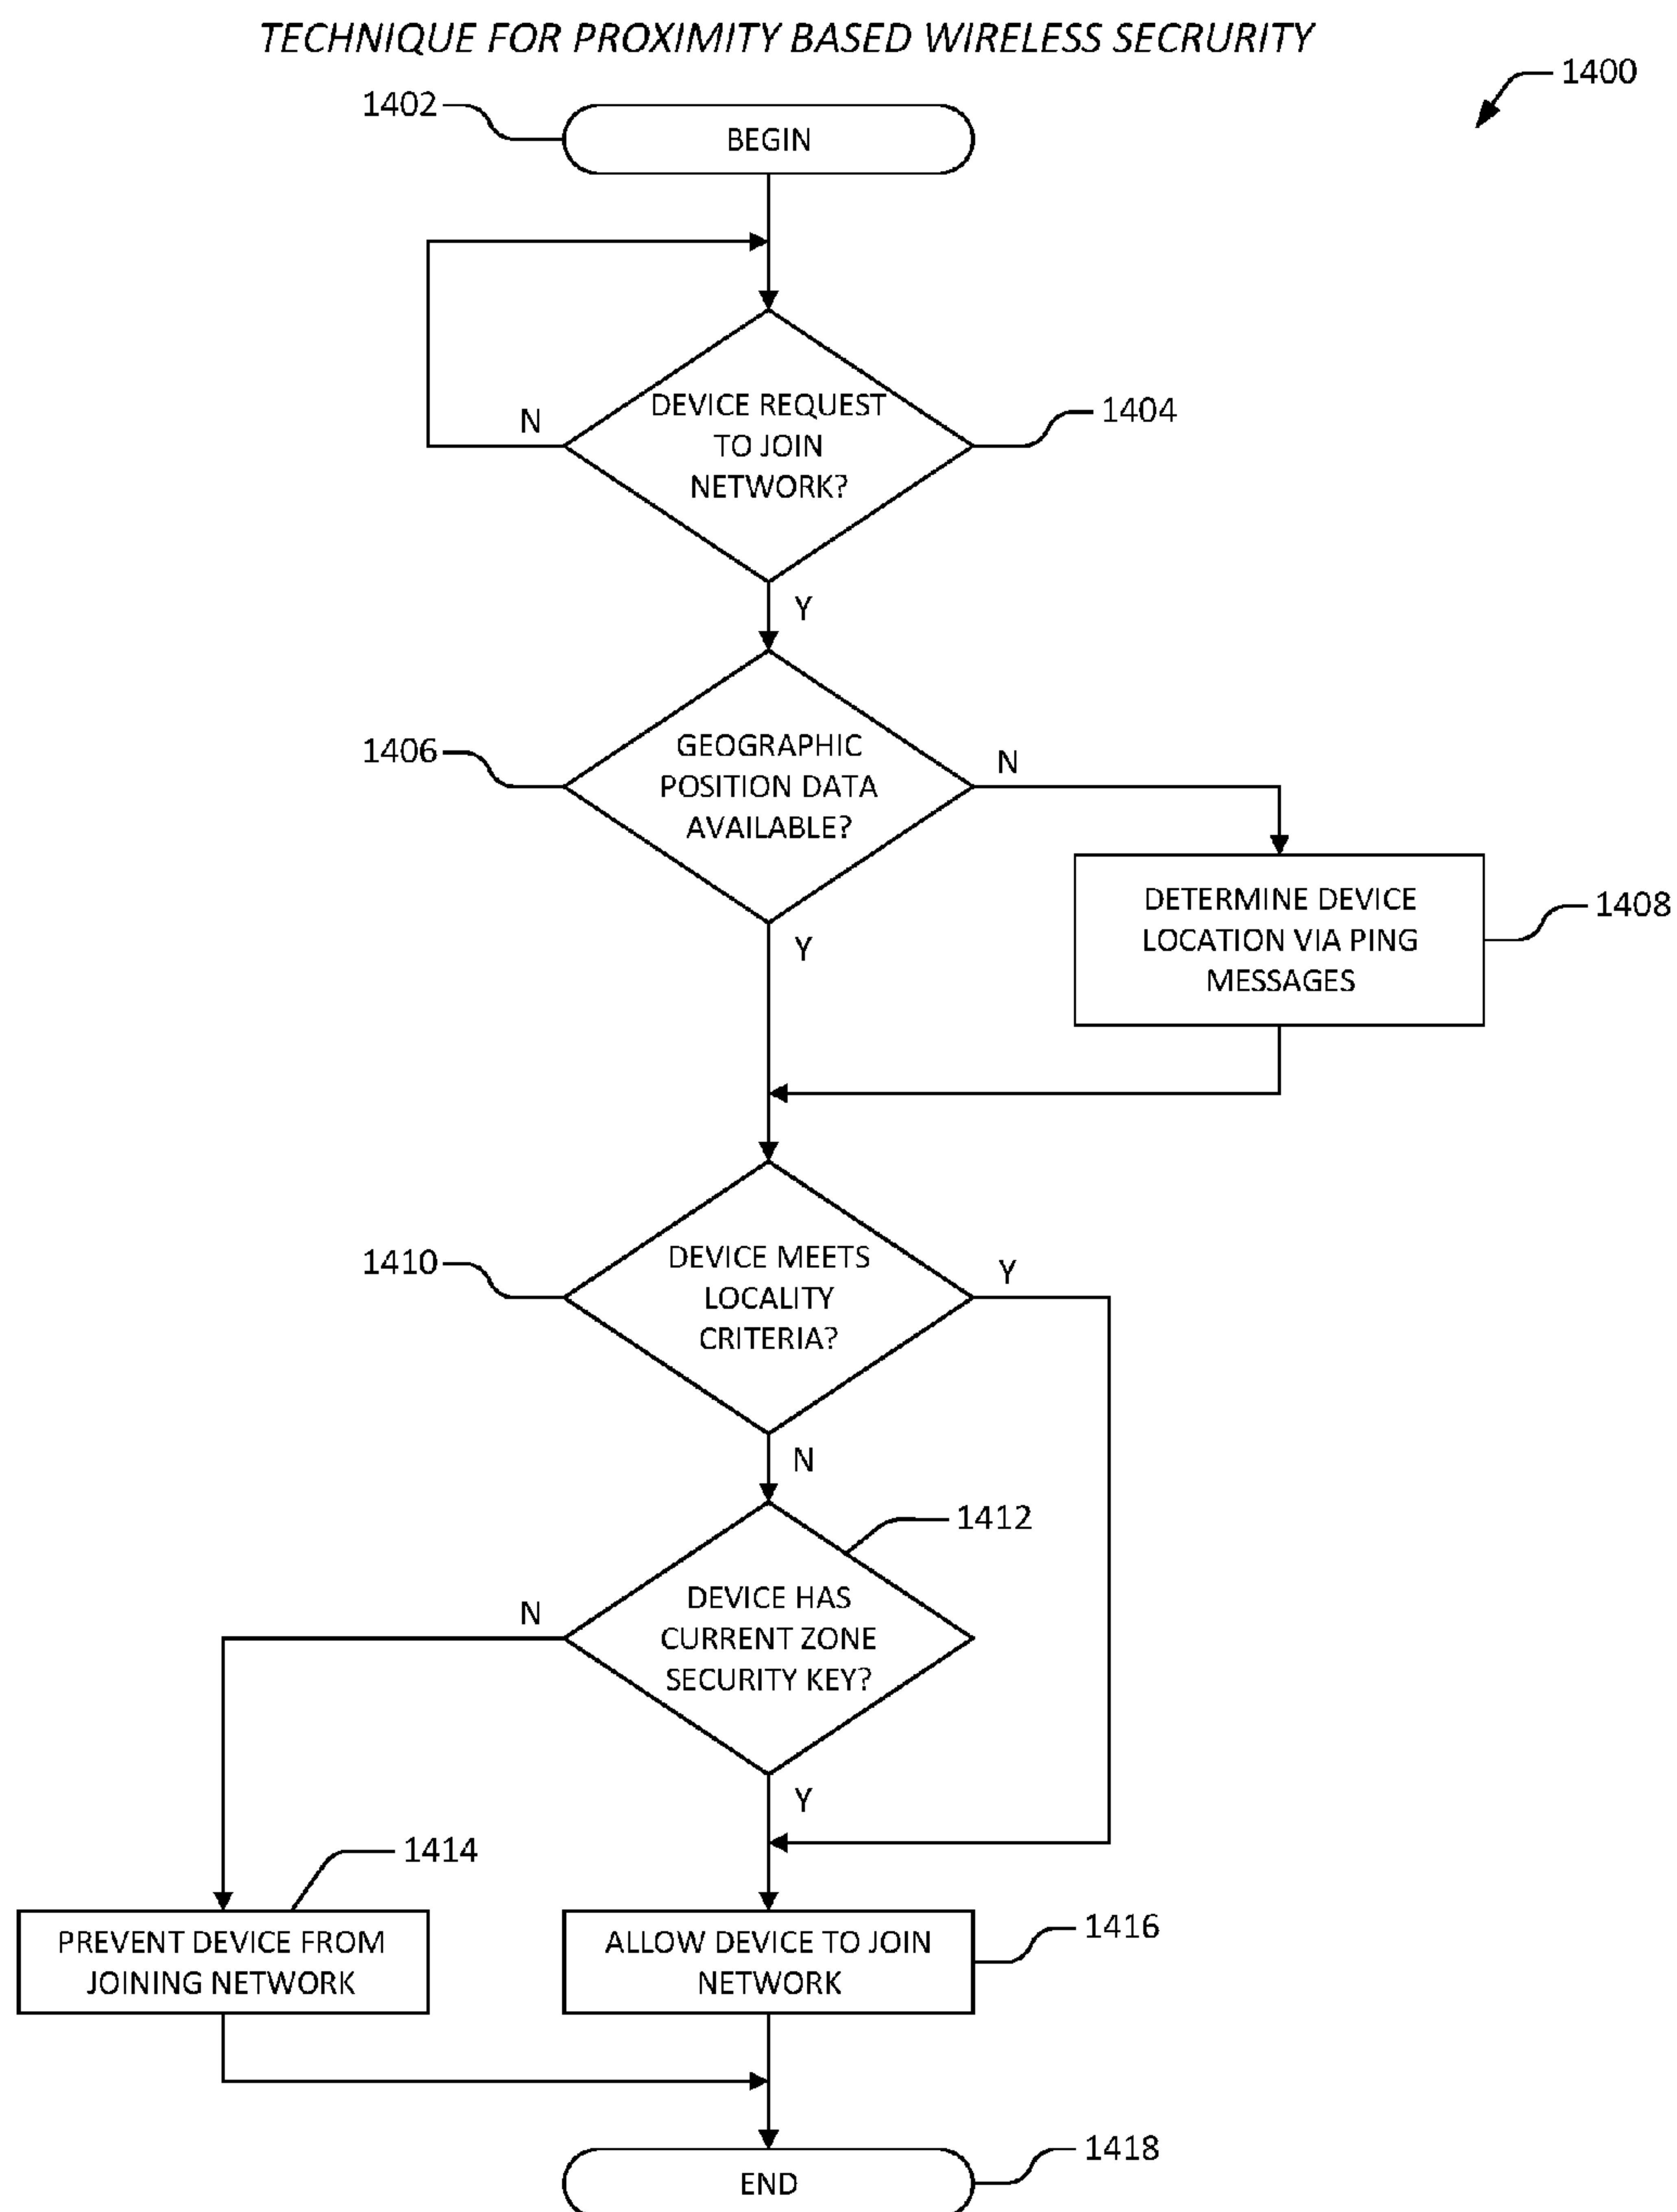 TECHNIQUE FOR PROXIMITY BASED WIRELESS SECRURITY
1400
1402
BEGIN
N
DEVICE REQUEST
TO JOIN
NETWORK?
1404
Y
1406
GEOGRAPHIC
POSITION DATA
AVAILABLE?
N
Y
DETERMINE DEVICE
LOCATION VIA PING
MESSAGES
1408
1410
DEVICE MEETS
LOCALITY
CRITERIA?
Y
N
1412
N
DEVICE HAS
CURRENT ZONE
SECURITY KEY?
Y
1414
PREVENT DEVICE FROM
JOINING NETWORK
ALLOW DEVICE TO JOIN
NETWORK
1416
END
1418